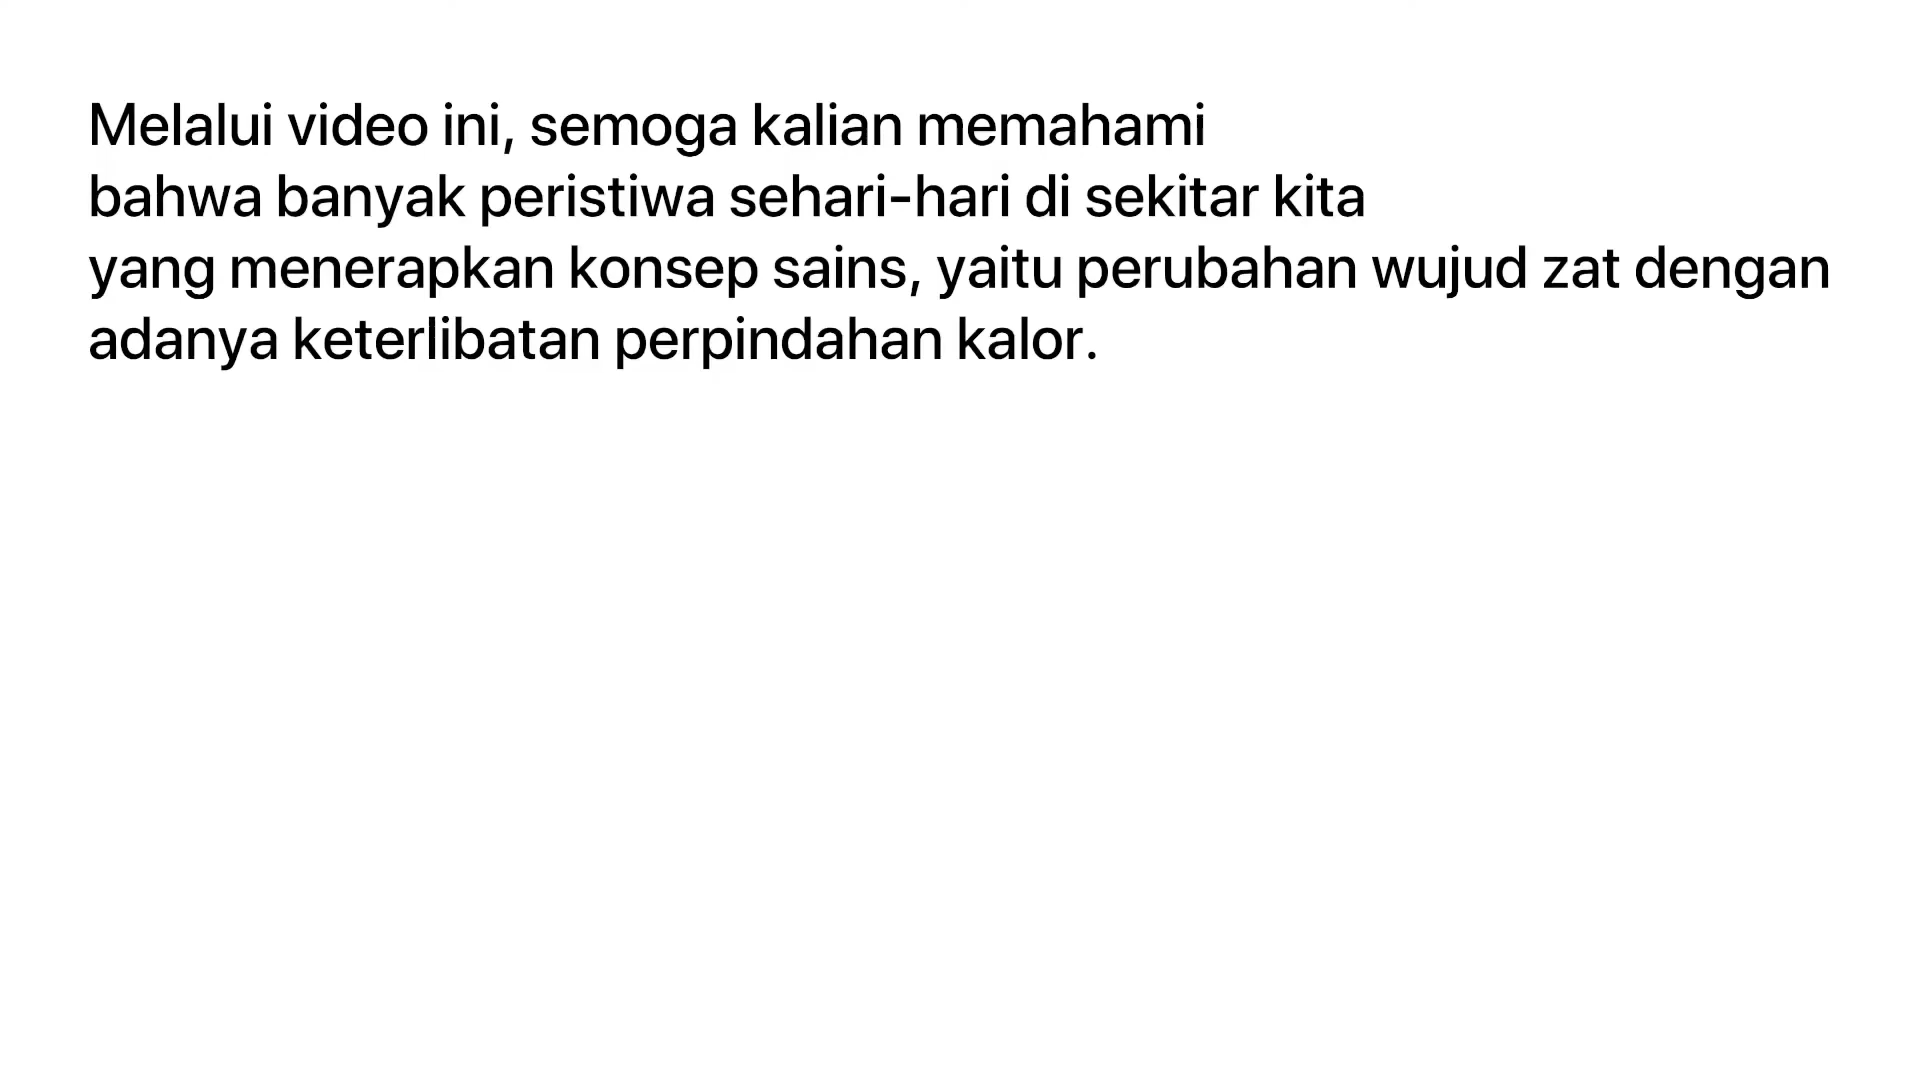 Melalui video ini, semoga kalian memahami
bahwa banyak peristiwa sehari-hari di sekitar kita
yang menerapkan konsep sains, yaitu perubahan wujud zat dengan
adanya keterlibatan perpindahan kalor.